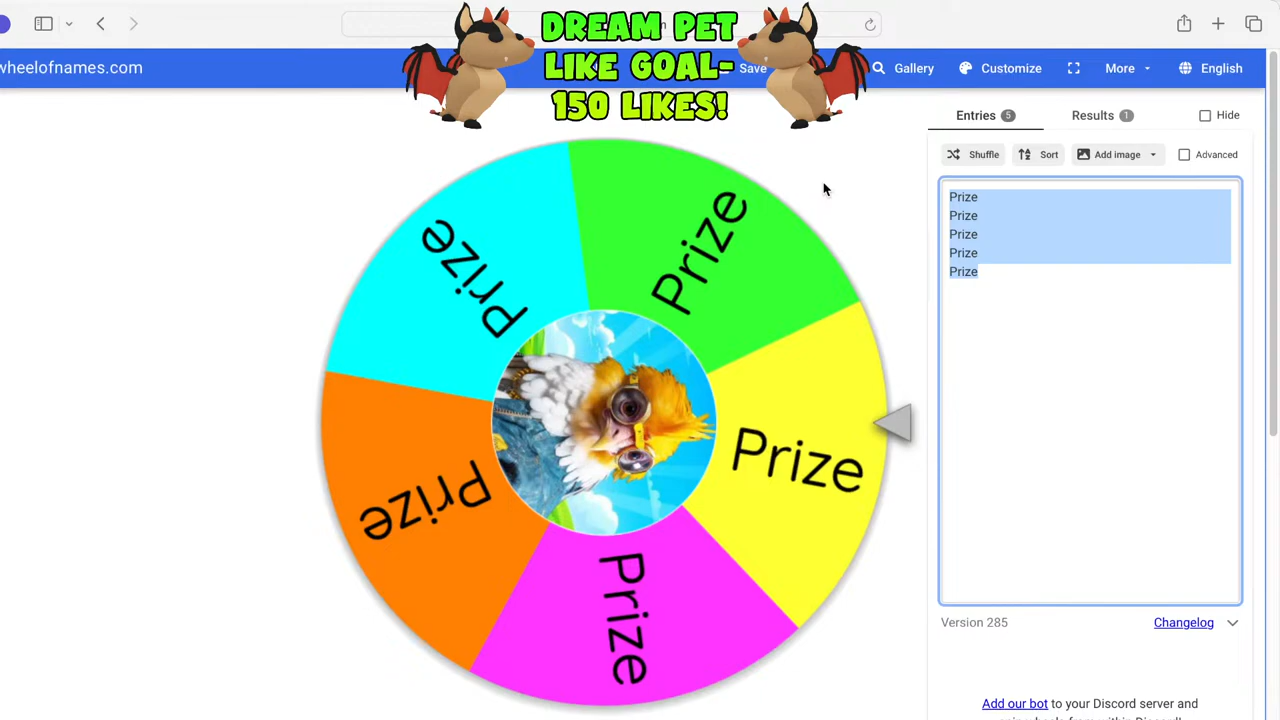 DREAM PET
LIKE GOAL-
150 LIKES!
wheelofnames.com
Save
Gallery
Customize
More
English
Entries 5
Results 1
Hide
Shuffle
Sort
Add image
Advanced
Prize
Prize
Prize
Prize
Prize
Prize
Prize
Prize
Prize
Prize
Version 285
Changelog
Add our bot to your Discord server and